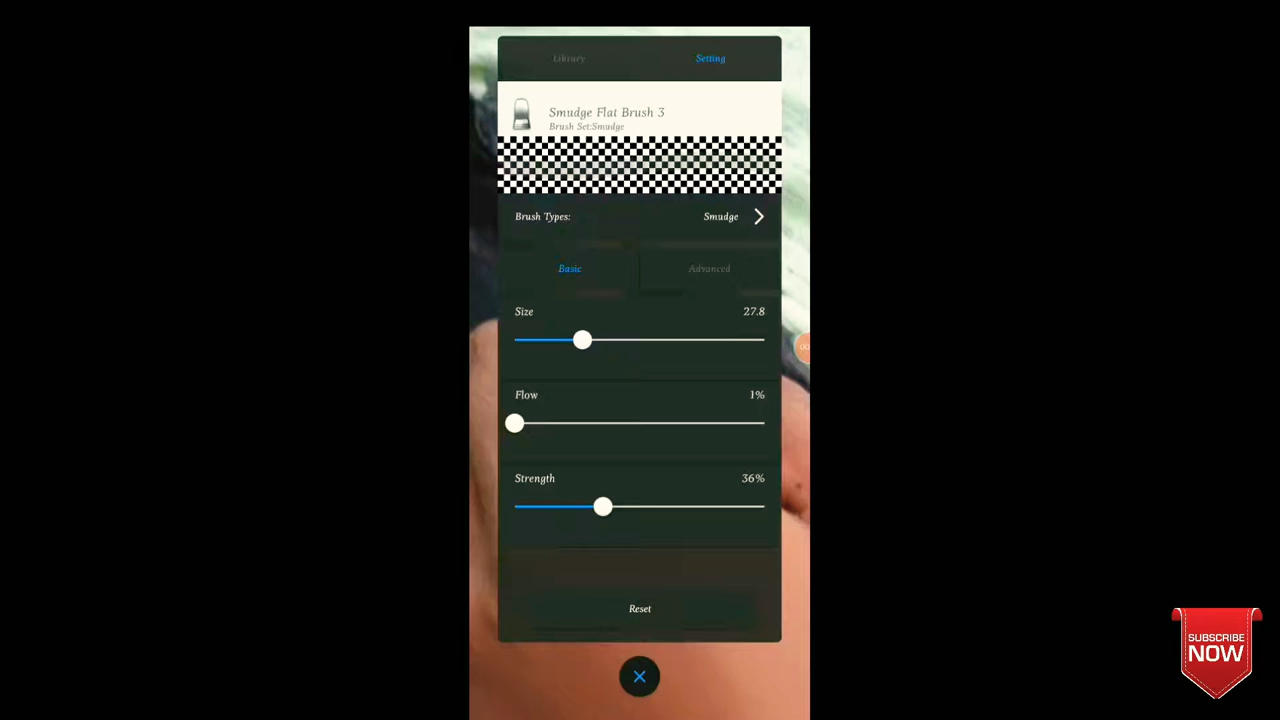 Library Setting
Smudge Flat Brush 3
Brush Set:Smudge
Brush Types: Smudge
Basic Advanced
Size 27.8
00
Flow 1%
Strength 36%
Reset
SUBSCRIBE
NOW